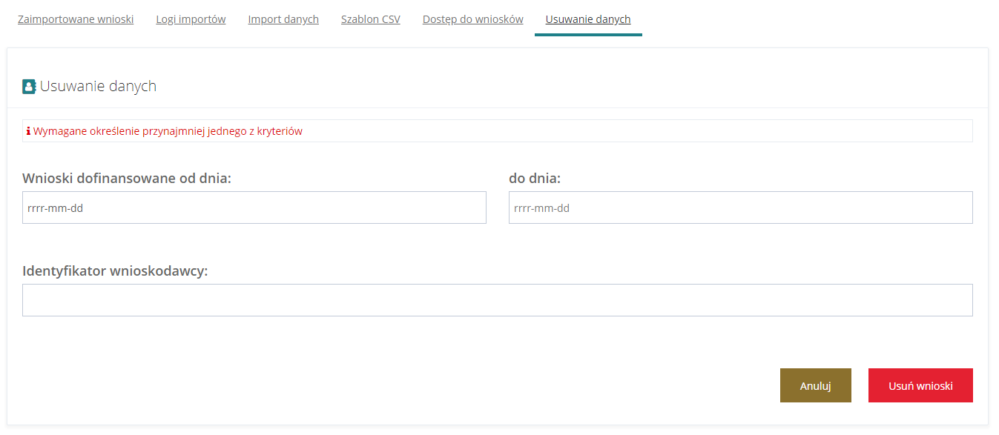 Zaimportowane wnioski Logi importów Import danych Szablon CSV Dostęp do wniosków Usuwanie danych
Usuwanie danych
Wymagane określenie przynajmniej jednego z kryteriów
Wnioski dofinansowane od dnia: do dnia:
rrrr-mm-dd rrrr-mm-dd
Identyfikator wnioskodawcy:
Anuluj Usuń wnioski